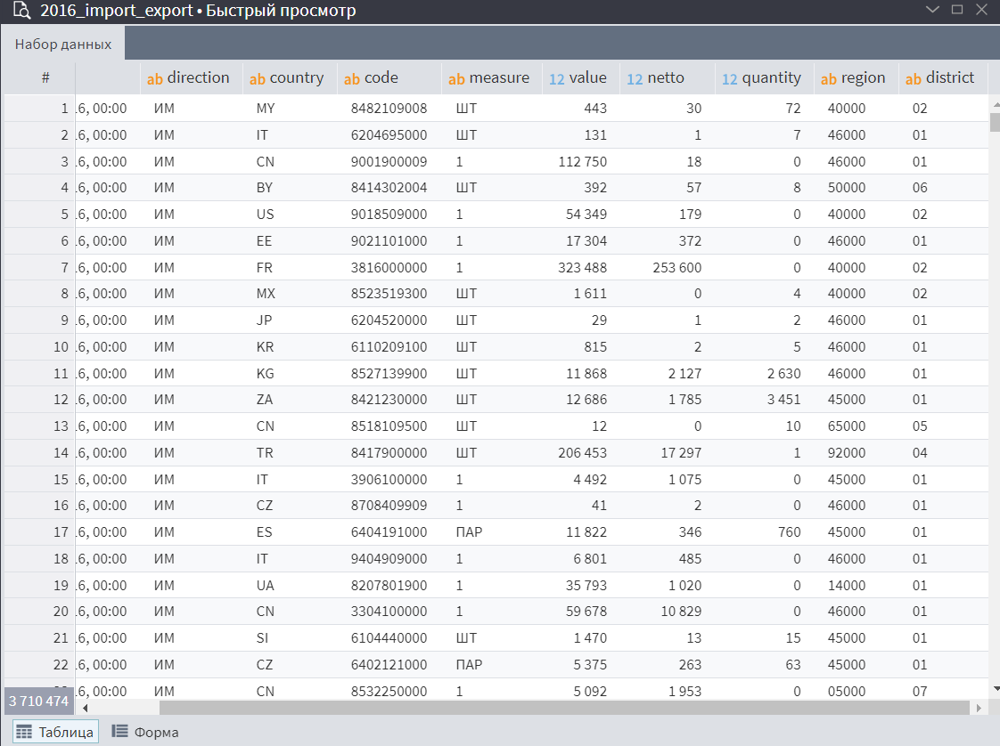 2016_import_export • Быстрый просмотр
Набор данных
# ab direction ab country ab code ab measure 12 value 12 netto 12 quantity ab region ab district
1 .6, 00:00 ИМ MY 8482109008 ШТ 443 30 72 40000 02
2 .6, 00:00 ИМ IT 6204695000 ШТ 131 1 7 46000 01
3 .6, 00:00 ИМ CN 9001900009 1 112 750 18 0 46000 01
4 .6, 00:00 ИМ BY 8414302004 ШТ 392 57 8 50000 06
5 .6, 00:00 ИМ US 9018509000 1 54 349 179 0 40000 02
6 .6, 00:00 ИМ EE 9021101000 1 17 304 372 0 46000 01
7 .6, 00:00 ИМ FR 3816000000 1 323 488 253 600 0 40000 02
8 .6, 00:00 ИМ MX 8523519300 ШТ 1 611 0 4 40000 02
9 .6, 00:00 ИМ JP 6204520000 ШТ 29 1 2 46000 01
10 .6, 00:00 ИМ KR 6110209100 ШТ 815 2 5 46000 01
11 .6, 00:00 ИМ KG 8527139900 ШТ 11 868 2 127 2 630 46000 01
12 .6, 00:00 ИМ ZA 8421230000 ШТ 12 686 1 785 3 451 45000 01
13 .6, 00:00 ИМ CN 8518109500 ШТ 12 0 10 65000 05
14 .6, 00:00 ИМ TR 8417900000 ШТ 206 453 17 297 1 92000 04
15 .6, 00:00 ИМ IT 3906100000 1 4 492 1 075 0 45000 01
16 .6, 00:00 ИМ CZ 8708409909 1 41 2 0 46000 01
17 .6, 00:00 ИМ ES 6404191000 ПАР 11 822 346 760 45000 01
18 .6, 00:00 ИМ IT 9404909000 1 6 801 485 0 46000 01
19 .6, 00:00 ИМ UA 8207801900 1 35 793 1 020 0 14000 01
20 .6, 00:00 ИМ CN 3304100000 1 59 678 10 829 0 46000 01
21 .6, 00:00 ИМ SI 6104440000 ШТ 1 470 13 15 45000 01
22 .6, 00:00 ИМ CZ 6402121000 ПАР 5 375 263 63 45000 01
.6, 00:00 ИМ CN 8532250000 1 5 092 1 953 0 05000 07
3 710 474
Таблица Форма